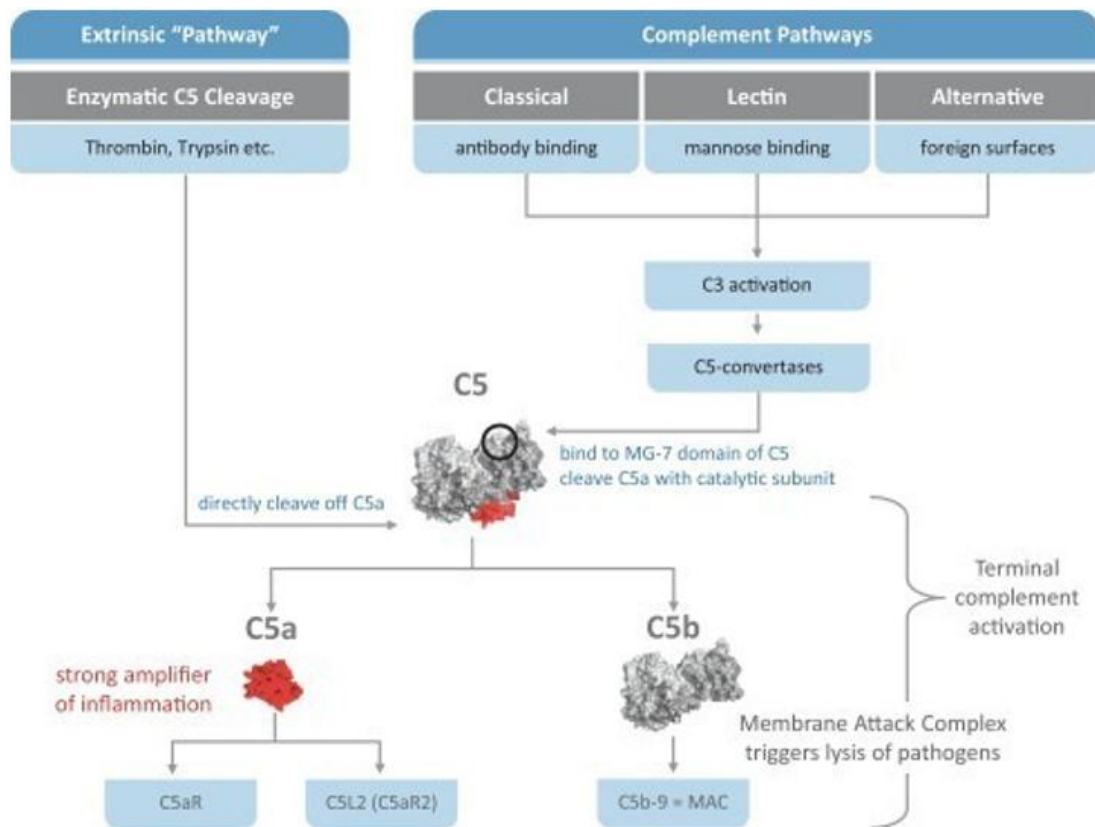 Extrinsic “Pathway”
Enzymatic C5 Cleavage
Thrombin, Trypsin etc.
Complement Pathways
Classical
Lectin
Alternative
antibody binding
mannose binding
foreign surfaces
C3 activation
C5-convertases
C5
bind to MG-7 domain of C5
cleave C5a with catalytic subunit
directly cleave off C5a
Terminal
complement
activation
C5a
C5b
strong amplifier
of inflammation
Membrane Attack Complex
triggers lysis of pathogens
C5aR
C5L2 (C5aR2)
C5b-9 = MAC